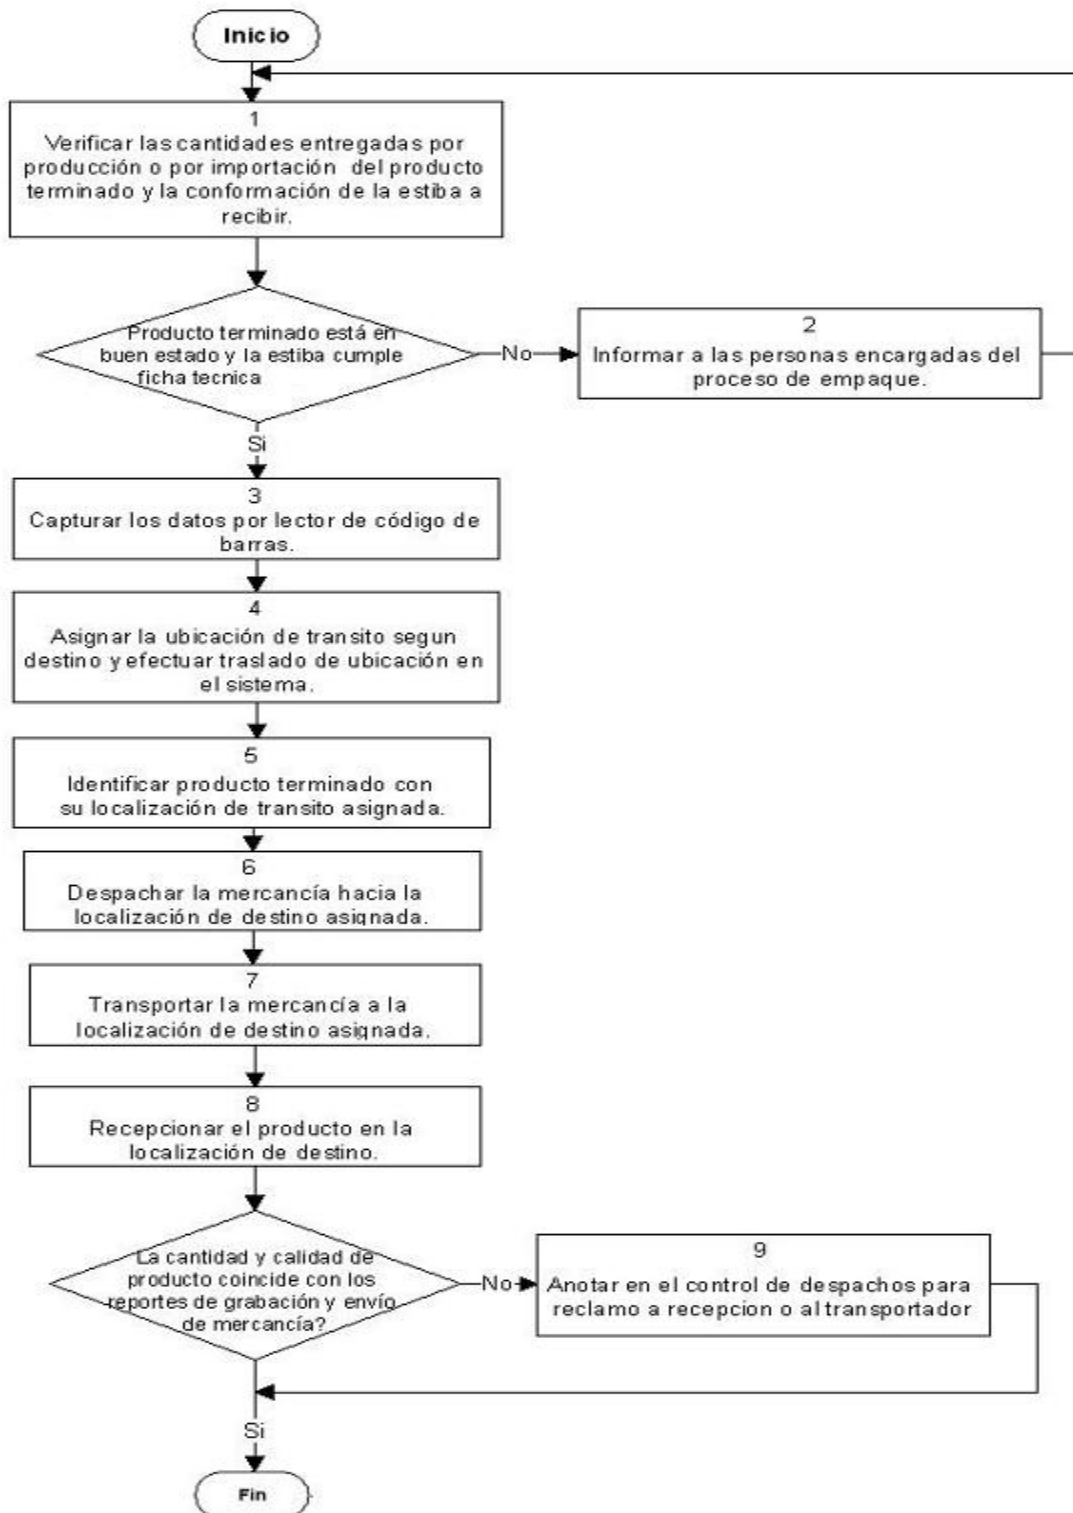 Inicio
1
Verificar las cantidades entregadas por
producción o por importación del producto
terminado y la conformación de la estiba a
recibir.
Producto terminado está en
buen estado y la estiba cumple
ficha tecnica
No
2
Informar a las personas encargadas del
proceso de empaque.
Si
3
Capturar los datos por lector de código de
barras.
4
Asignar la ubicación de transito segun
destino y efectuar traslado de ubicación en
el sistema.
5
Identificar producto terminado con
su localización de transito asignada.
6
Despachar la mercancía hacia la
localización de destino asignada.
7
Transportar la mercancía a la
localización de destino asignada.
8
Recepcionar el producto en la
localización de destino.
La cantidad y calidad de
producto coincide con los
reportes de grabación y envío
de mercancía?
No
9
Anotar en el control de despachos para
reclamo a recepcion o al transportador
Si
Fin